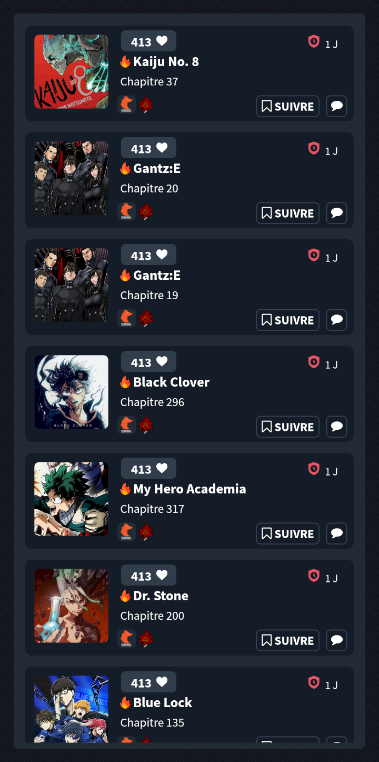 413
1 J
Kaiju No. 8
Chapitre 37
SUIVRE
413
1 J
Gantz:E
Chapitre 20
SUIVRE
413
1 J
Gantz:E
Chapitre 19
SUIVRE
413
1 J
Black Clover
Chapitre 296
SUIVRE
BLACK CLOVER
413
1 J
My Hero Academia
Chapitre 317
SUIVRE
413
1 J
Dr. Stone
Chapitre 200
SUIVRE
413
1 J
Blue Lock
Chapitre 135